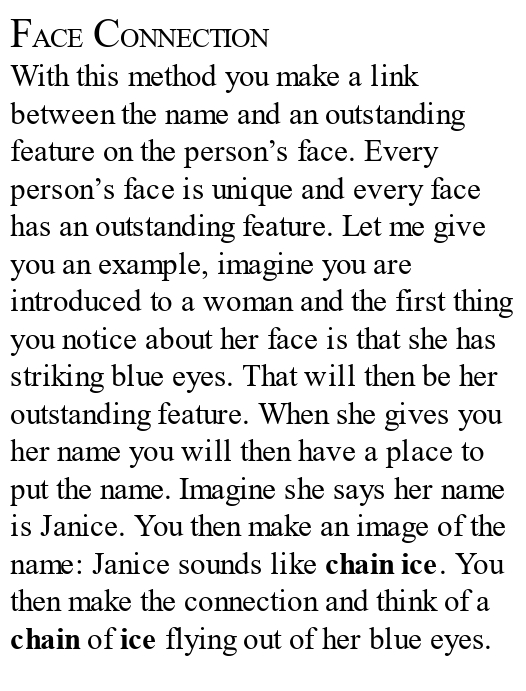 FACE CONNECTION
With this method you make a link
between the name and an outstanding
feature on the person’s face. Every
person’s face is unique and every face
has an outstanding feature. Let me give
you an example, imagine you are
introduced to a woman and the first thing
you notice about her face is that she has
striking blue eyes. That will then be her
outstanding feature. When she gives you
her name you will then have a place to
put the name. Imagine she says her name
is Janice. You then make an image of the
name: Janice sounds like chain ice. You
then make the connection and think of a
chain of ice flying out of her blue eyes.